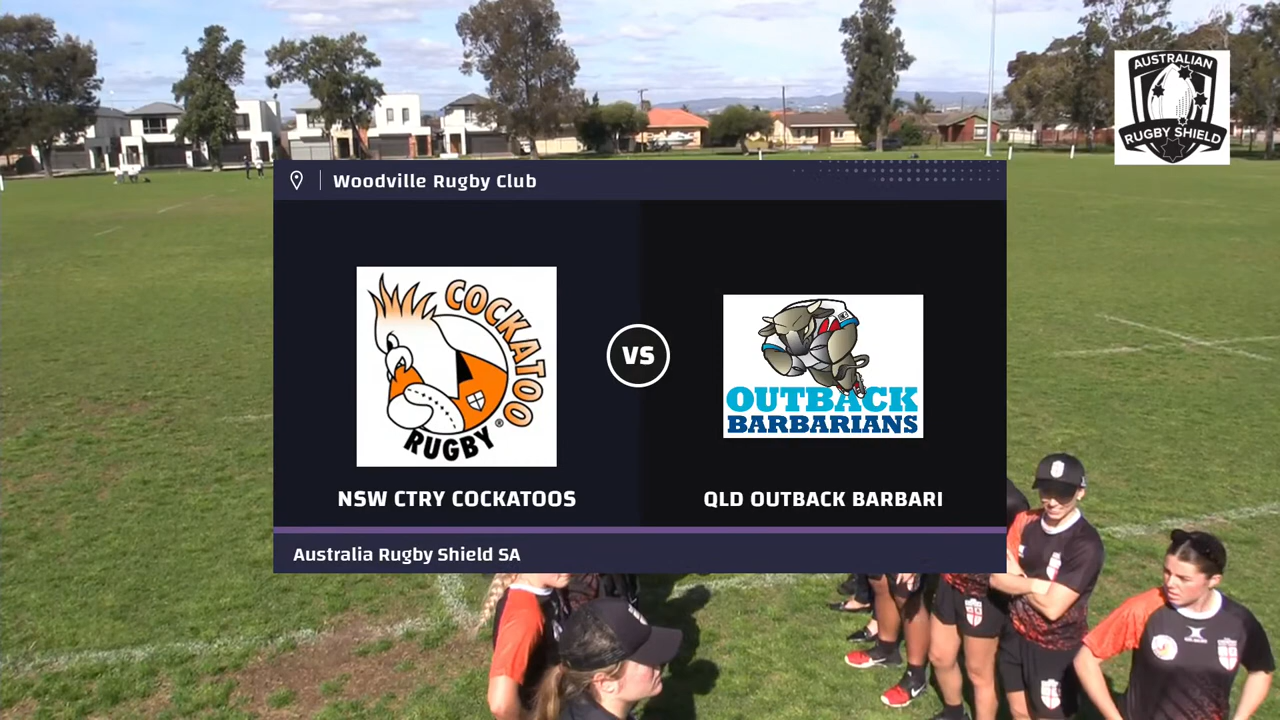 AUSTRALIAN
RUGBY SHIELD
Woodville Rugby Club
COCKATOO
RUGBY®
VS
OUTBACK
BARBARIANS
NSW CTRY COCKATOOS
QLD OUTBACK BARBARI
Australia Rugby Shield SA